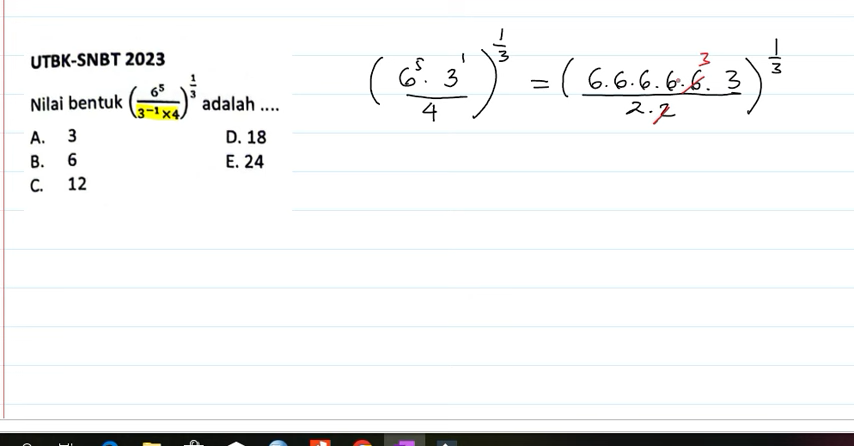 UTBK-SNBT 2023
Nilai bentuk (6⁵ / 3⁻¹×4)^(1/3) adalah ....
A. 3
B. 6
C. 12
D. 18
E. 24
(6⁵ . 3¹ / 4)^(1/3) = (6.6.6.6.6. 3 / 2.2)^(1/3)
3